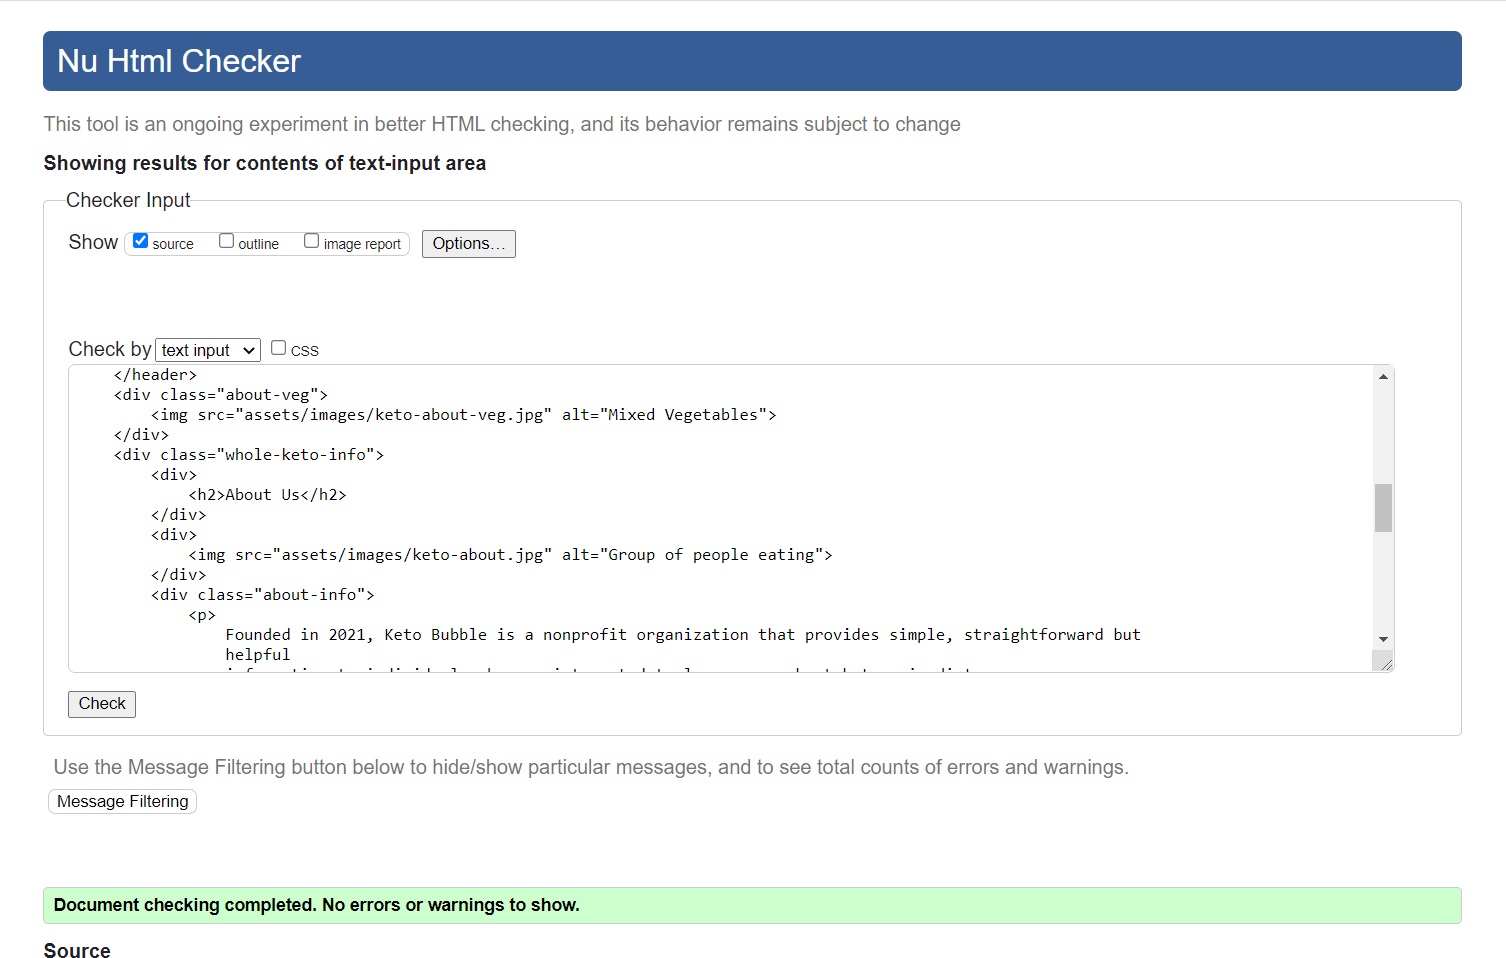 Nu Html Checker
This tool is an ongoing experiment in better HTML checking, and its behavior remains subject to change
Showing results for contents of text-input area
Checker Input
Show source outline image report Options...
Check by text input CSS
</header>
<div class="about-veg">
<img src="assets/images/keto-about-veg.jpg" alt="Mixed Vegetables">
</div>
<div class="whole-keto-info">
<div>
<h2>About Us</h2>
</div>
<div>
<img src="assets/images/keto-about.jpg" alt="Group of people eating">
</div>
<div class="about-info">
<p>
Founded in 2021, Keto Bubble is a nonprofit organization that provides simple, straightforward but
helpful
Check
Use the Message Filtering button below to hide/show particular messages, and to see total counts of errors and warnings.
Message Filtering
Document checking completed. No errors or warnings to show.
Source